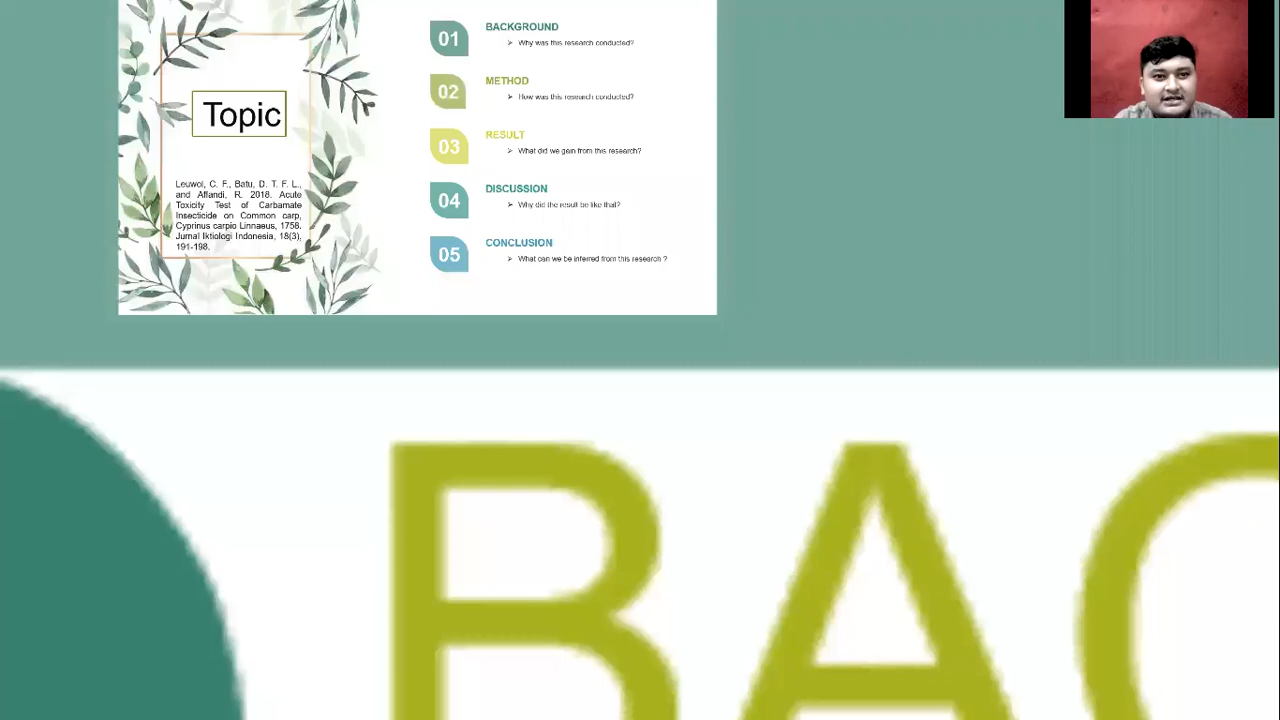 Topic
Leuwol, C. F., Batu, D. T. F. L.,
and Affandi, R. 2018. Acute
Toxicity Test of Carbamate
Insecticide on Common carp,
Cyprinus carpio Linnaeus, 1758.
Jurnal Iktiologi Indonesia, 18(3),
191-198.
01
BACKGROUND
➢ Why was this research conducted?
02
METHOD
➢ How was this research conducted?
03
RESULT
➢ What did we gain from this research?
04
DISCUSSION
➢ Why did the result be like that?
05
CONCLUSION
➢ What can we be inferred from this research ?
BAC